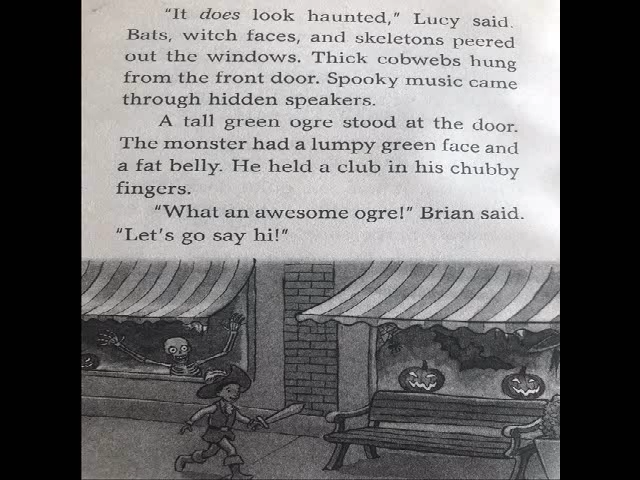 "It does look haunted," Lucy said.
Bats, witch faces, and skeletons peered
out the windows. Thick cobwebs hung
from the front door. Spooky music came
through hidden speakers.
A tall green ogre stood at the door.
The monster had a lumpy green face and
a fat belly. He held a club in his chubby
fingers.
"What an awesome ogre!" Brian said.
"Let's go say hi!"